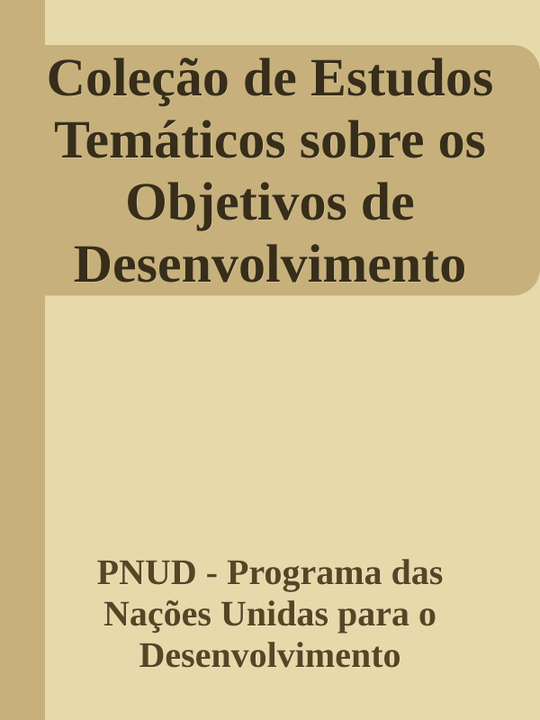 Coleção de Estudos
Temáticos sobre os
Objetivos de
Desenvolvimento
PNUD - Programa das
Nações Unidas para o
Desenvolvimento